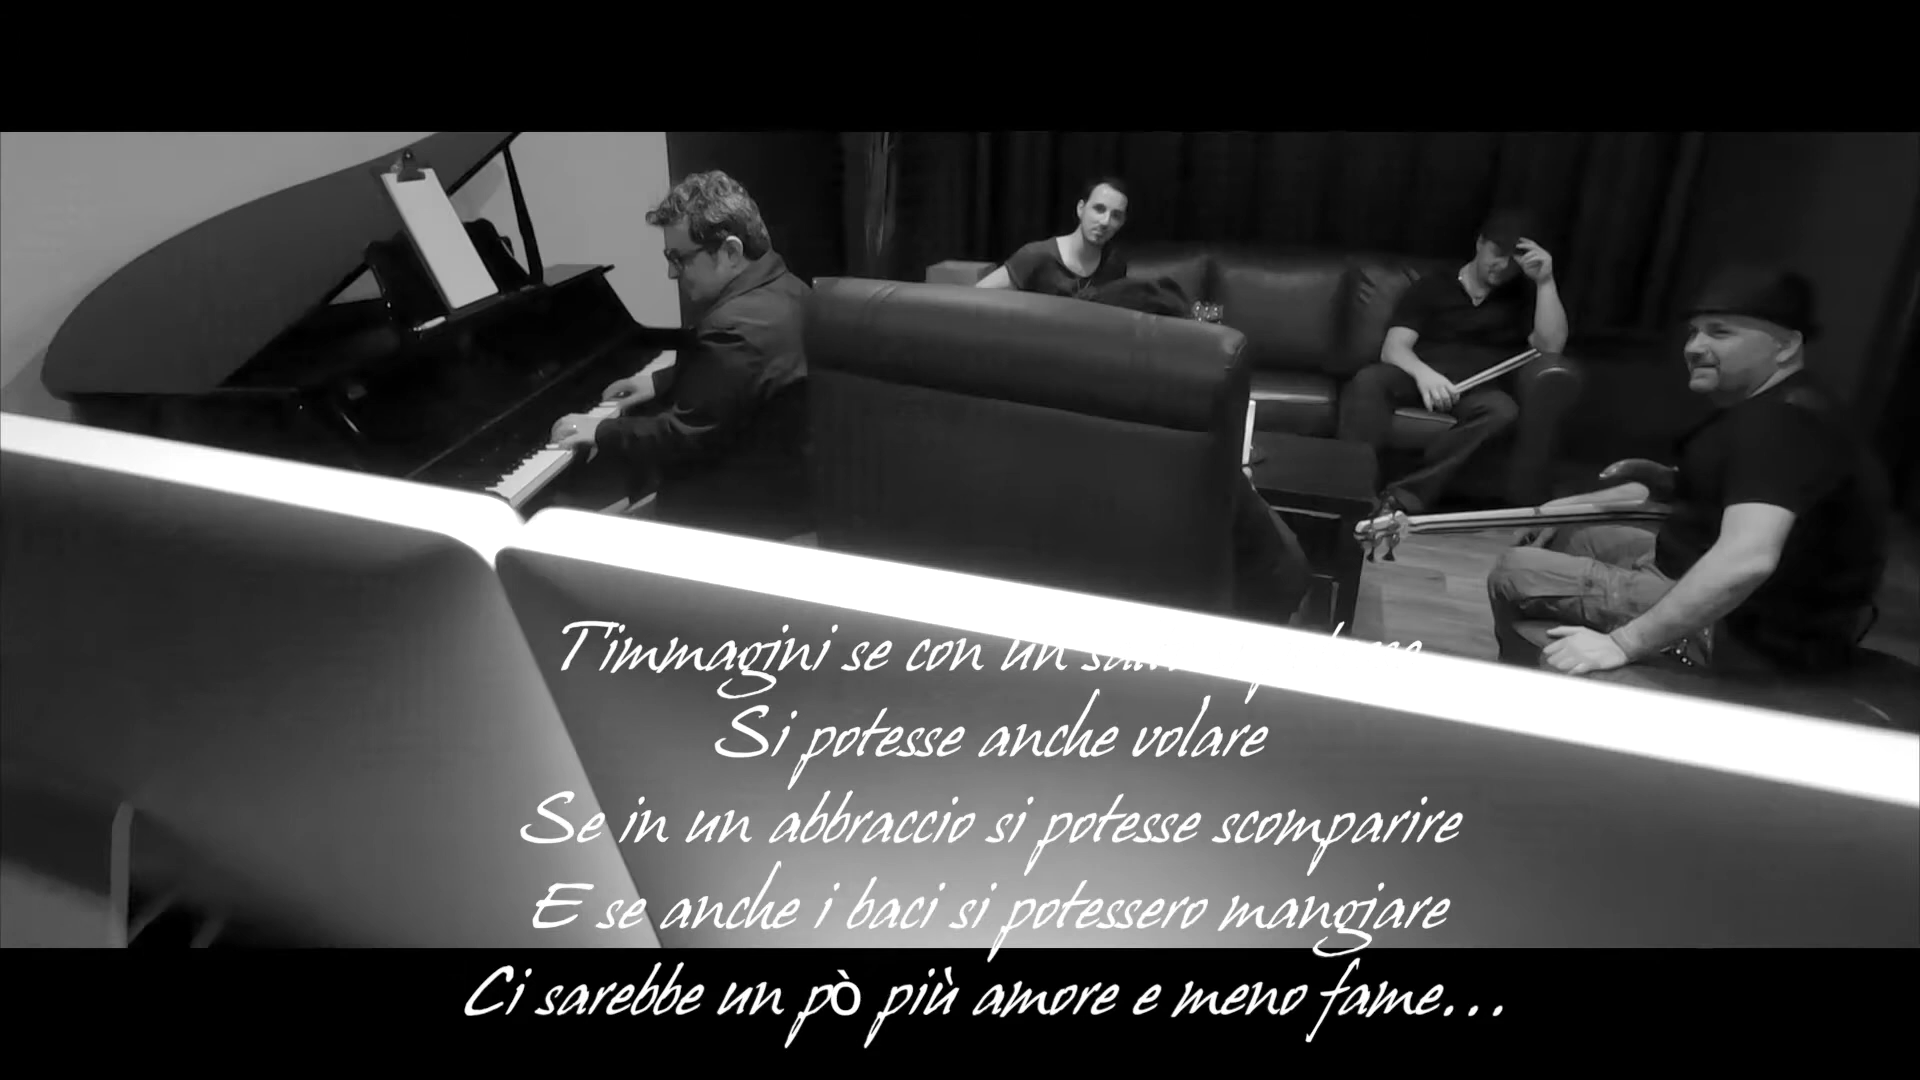 T'immagini se con un
Si potesse anche volare
Se in un abbraccio si potesse scomparire
E se anche i baci si potessero mangiare
Ci sarebbe un pò più amore e meno fame...